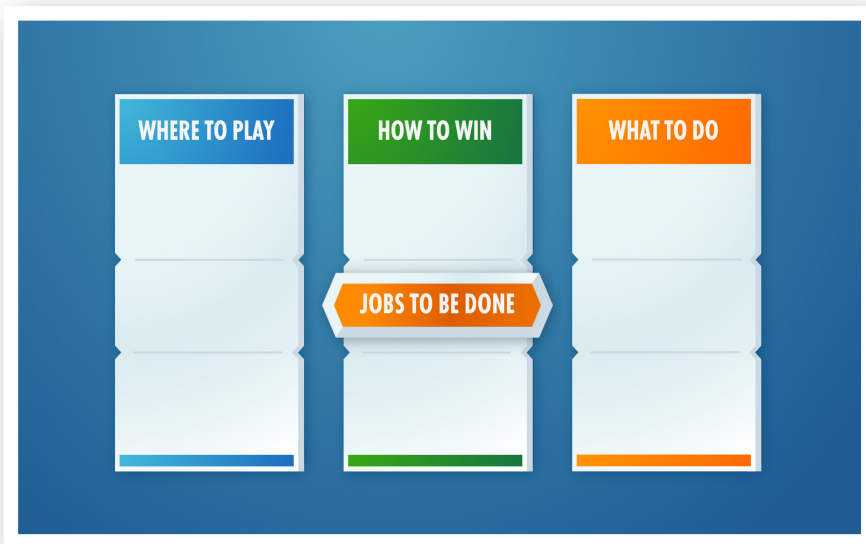 WHERE TO PLAY
HOW TO WIN
WHAT TO DO
JOBS TO BE DONE